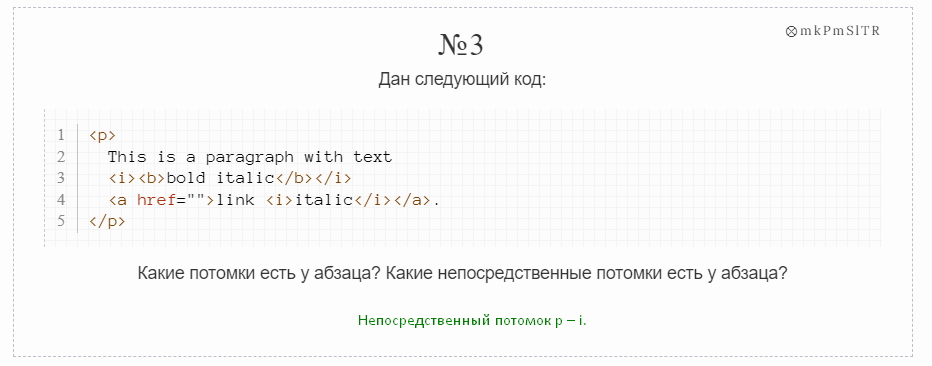 ⊗mkPmSlTR
№3
Дан следующий код:
1 <p>
2 This is a paragraph with text
3 <i><b>bold italic</b></i>
4 <a href="">link <i>italic</i></a>.
5 </p>
Какие потомки есть у абзаца? Какие непосредственные потомки есть у абзаца?
Непосредственный потомок p – i.